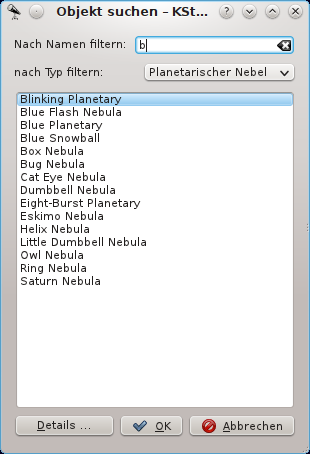 Objekt suchen – KSt...
Nach Namen filtern: b
nach Typ filtern: Planetarischer Nebel
Blinking Planetary
Blue Flash Nebula
Blue Planetary
Blue Snowball
Box Nebula
Bug Nebula
Cat Eye Nebula
Dumbbell Nebula
Eight-Burst Planetary
Eskimo Nebula
Helix Nebula
Little Dumbbell Nebula
Owl Nebula
Ring Nebula
Saturn Nebula
Details ... OK Abbrechen